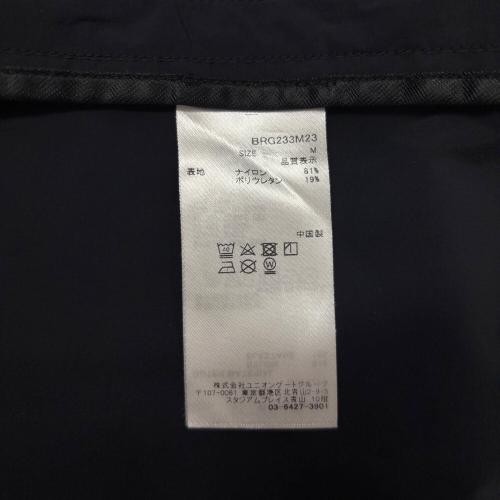 BRG233M23
SIZE M
品質表示
表地 ナイロン 81%
ポリウレタン 19%
中国製
株式会社ユニオンゲートグループ
〒107-0061 東京都港区北青山2-9-5
スタジアムプレイス青山 10階
03-6427-3901